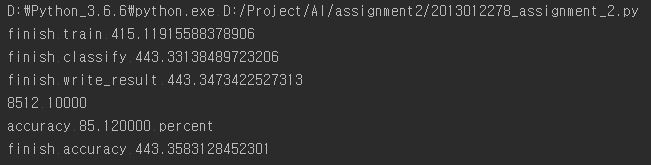 D:₩Python_3.6.6₩python.exe D:/Project/AI/assignment2/2013012278_assignment_2.py
finish train 415.11915588378906
finish classify 443.33138489723206
finish write_result 443.3473422527313
8512 10000
accuracy 85.120000 percent
finish accuracy 443.3583128452301